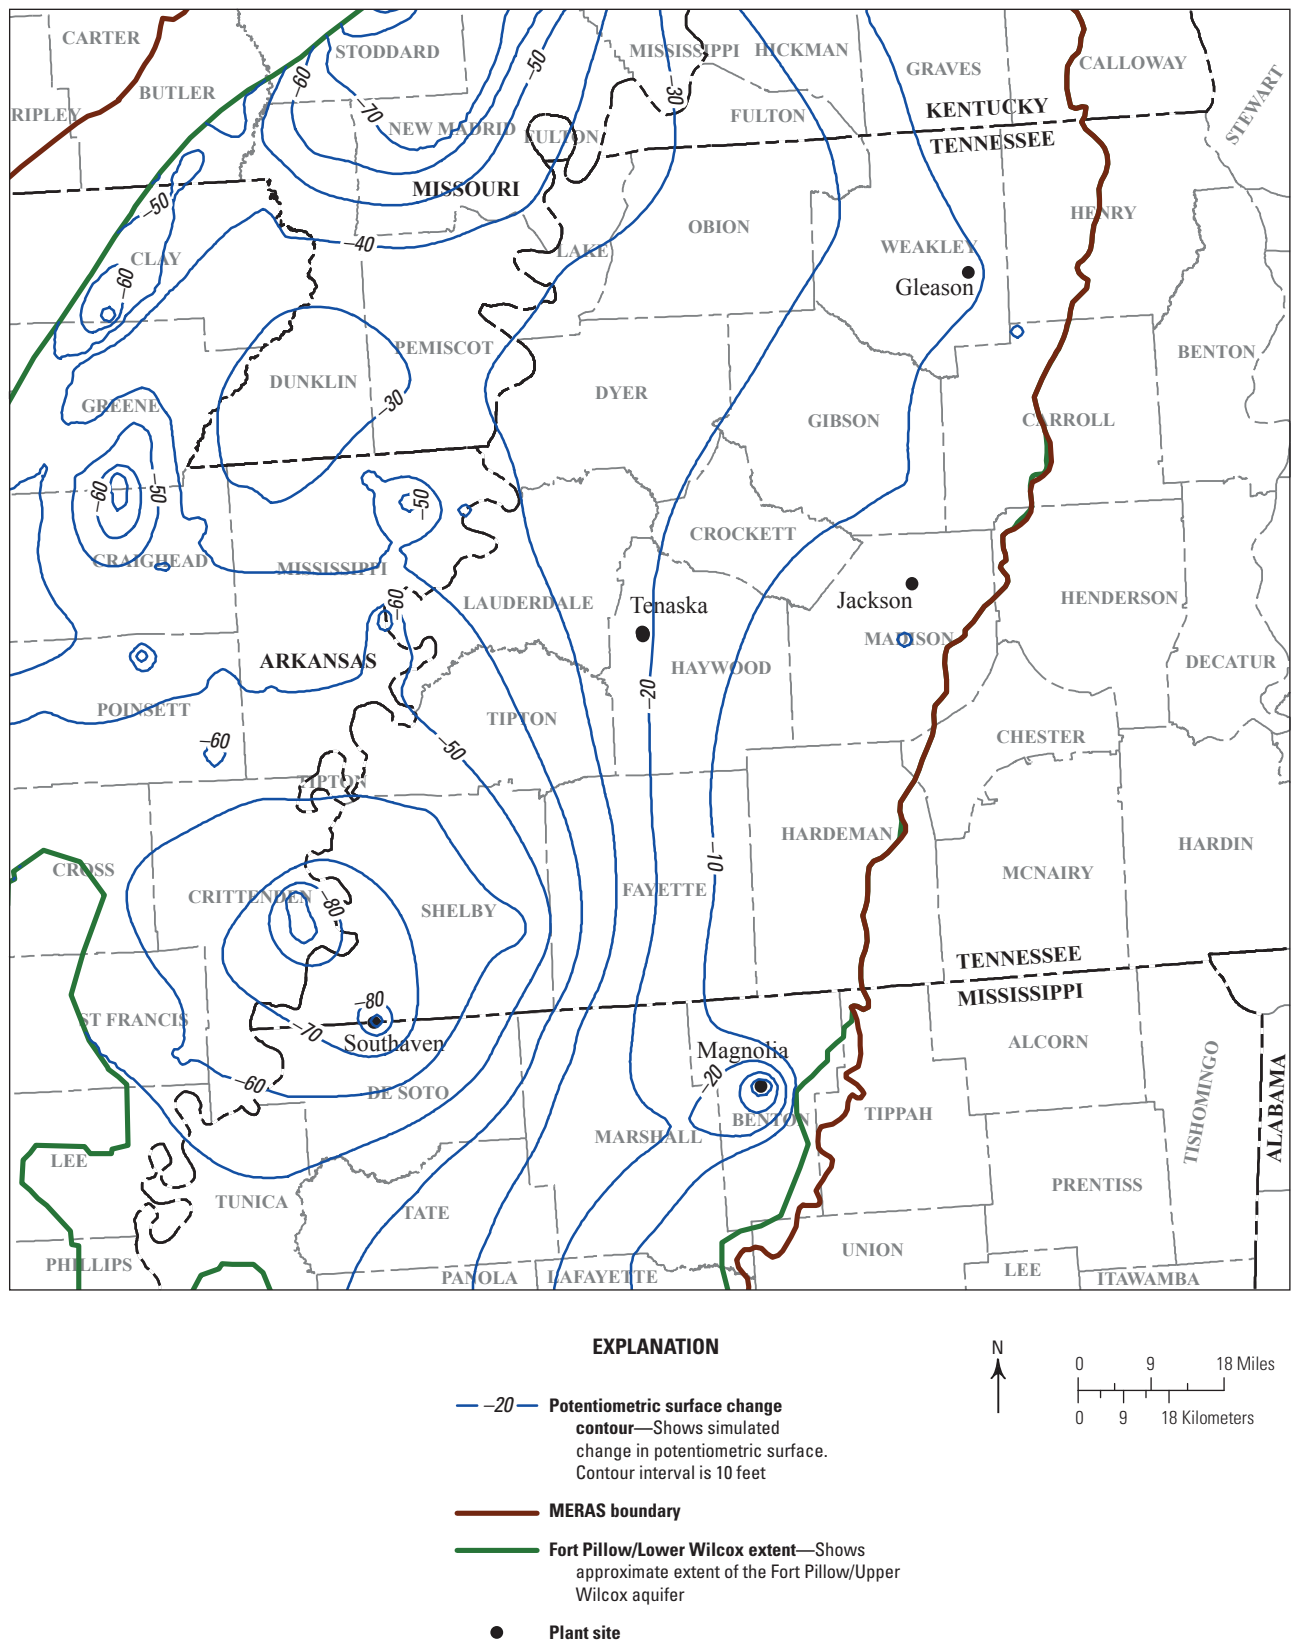 CARTER
STODDARD
MISSISSIPPI
HICKMAN
GRAVES
CALLOWAY
BUTLER
–60
–50
–30
STEWART
RIPLEY
–70
NEW MADRID
FULTON
FULTON
KENTUCKY
TENNESSEE
MISSOURI
–50
HENRY
OBION
–40
LAKE
WEAKLEY
CLAY
–60
Gleason
PEMISCOT
BENTON
DUNKLIN
DYER
–30
GREENE
GIBSON
CARROLL
–60
–50
–50
CROCKETT
CRAIGHEAD
MISSISSIPPI
–60
LAUDERDALE
Tenaska
Jackson
HENDERSON
MADISON
ARKANSAS
HAYWOOD
DECATUR
–20
POINSETT
TIPTON
–60
–50
CHESTER
TIPTON
HARDEMAN
HARDIN
–10
CROSS
MCNAIRY
CRITTENDEN
–80
SHELBY
FAYETTE
TENNESSEE
MISSISSIPPI
–80
ST FRANCIS
–70
Southaven
ALCORN
Magnolia
TISHOMINGO
ALABAMA
–60
DE SOTO
–20
BENTON
TIPPAH
MARSHALL
LEE
PRENTISS
TUNICA
TATE
UNION
PHILLIPS
PANOLA
LAFAYETTE
LEE
ITAWAMBA
EXPLANATION
–20
Potentiometric surface change
contour—Shows simulated
change in potentiometric surface.
Contour interval is 10 feet
MERAS boundary
Fort Pillow/Lower Wilcox extent—Shows
approximate extent of the Fort Pillow/Upper
Wilcox aquifer
Plant site
N
0 9 18 Miles
0 9 18 Kilometers